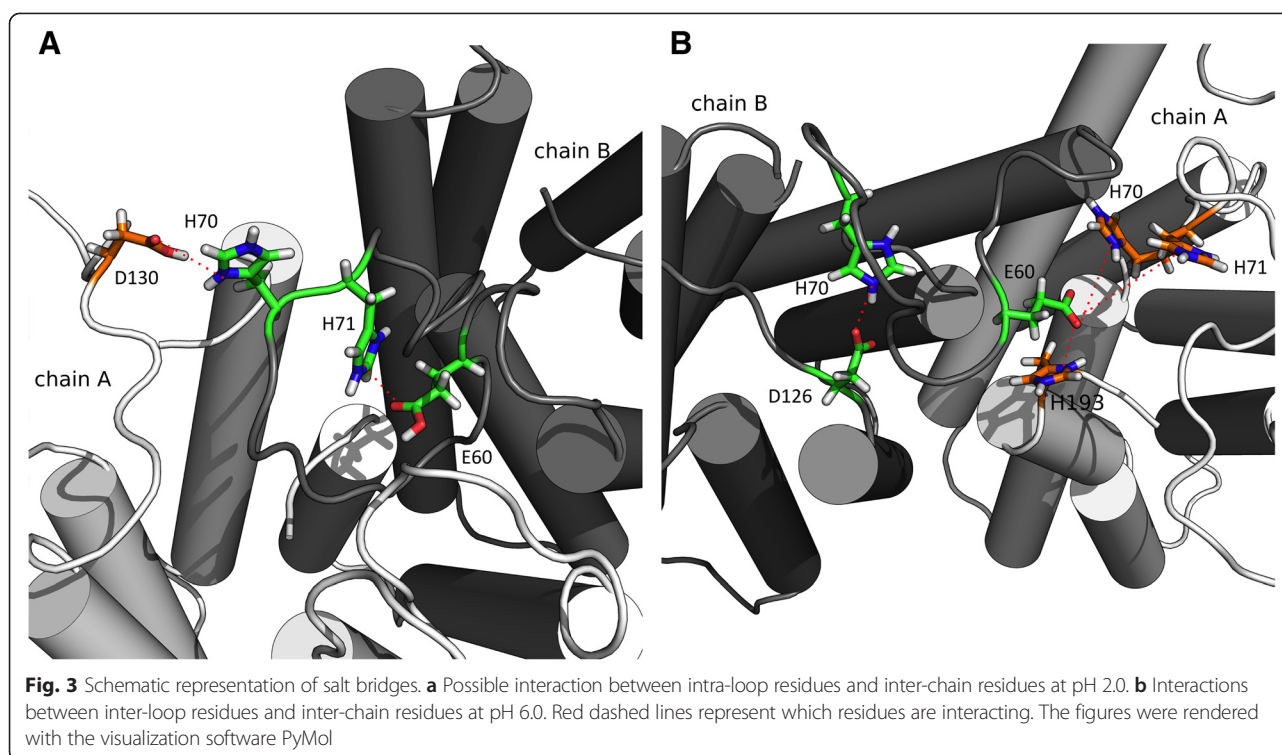 A
B
chain B
chain A
chain B
H70
H70
D130
H71
E60
H70
H71
chain A
D126
H193
E60
Fig. 3 Schematic representation of salt bridges. a Possible interaction between intra-loop residues and inter-chain residues at pH 2.0. b Interactions
between inter-loop residues and inter-chain residues at pH 6.0. Red dashed lines represent which residues are interacting. The figures were rendered
with the visualization software PyMol